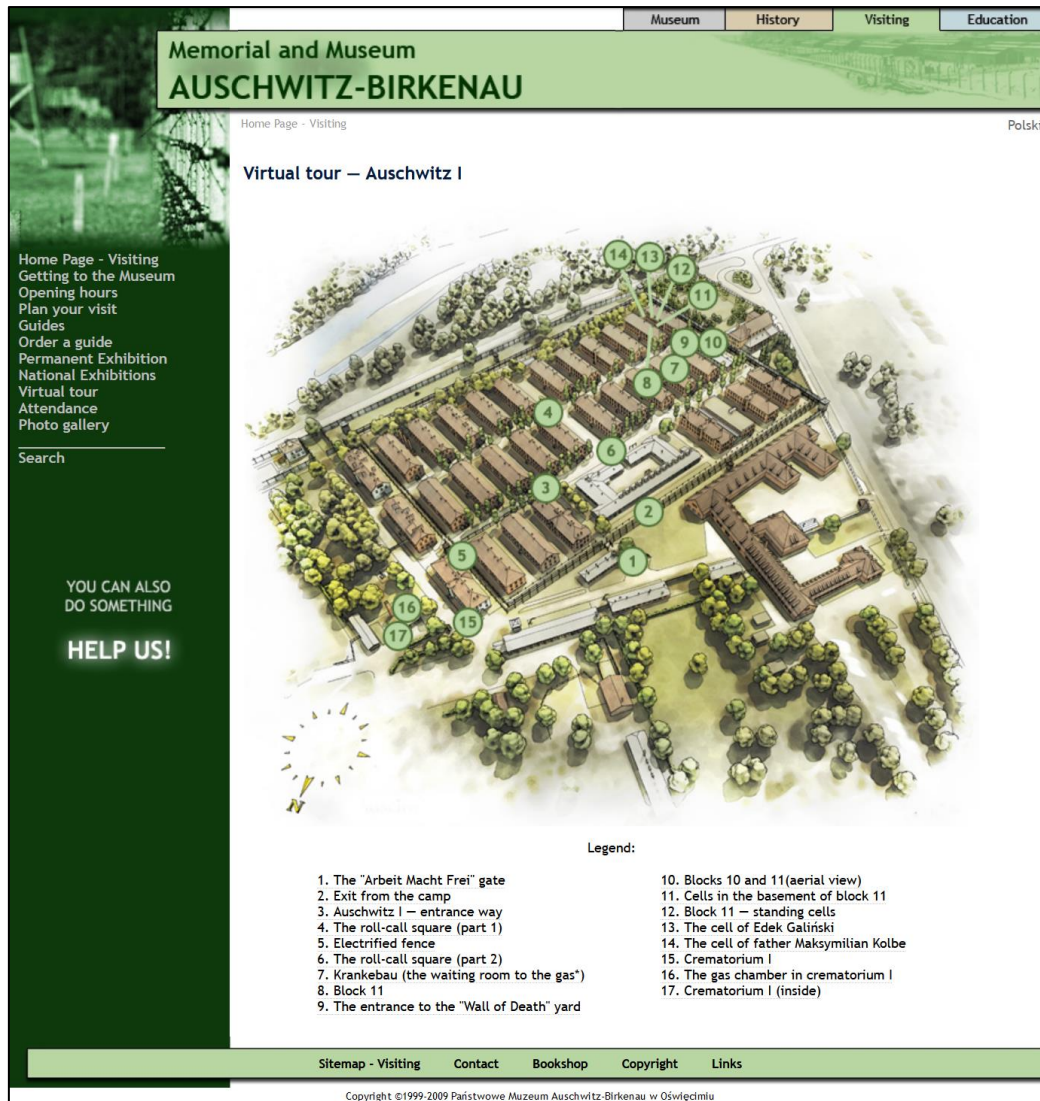 Museum
History
Visiting
Education
Memorial and Museum
AUSCHWITZ-BIRKENAU
Home Page - Visiting
Polski
Virtual tour — Auschwitz I
Home Page - Visiting
Getting to the Museum
Opening hours
Plan your visit
Guides
Order a guide
Permanent Exhibition
National Exhibitions
Virtual tour
Attendance
Photo gallery
Search
YOU CAN ALSO
DO SOMETHING
HELP US!
14
13
12
11
9
10
7
8
4
6
3
2
5
1
16
15
17
N
Legend:
1. The "Arbeit Macht Frei" gate
2. Exit from the camp
3. Auschwitz I — entrance way
4. The roll-call square (part 1)
5. Electrified fence
6. The roll-call square (part 2)
7. Krankebau (the waiting room to the gas*)
8. Block 11
9. The entrance to the "Wall of Death" yard
10. Blocks 10 and 11(aerial view)
11. Cells in the basement of block 11
12. Block 11 — standing cells
13. The cell of Edek Galiński
14. The cell of father Maksymilian Kolbe
15. Crematorium I
16. The gas chamber in crematorium I
17. Crematorium I (inside)
Sitemap - Visiting
Contact
Bookshop
Copyright
Links
Copyright ©1999-2009 Państwowe Muzeum Auschwitz-Birkenau w Oświęcimiu